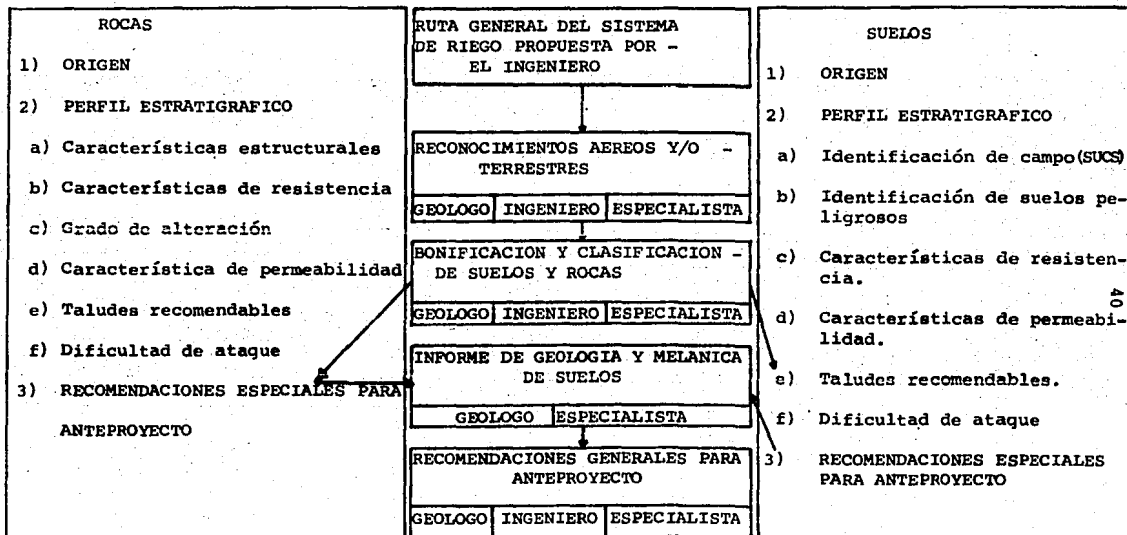 ROCAS
1) ORIGEN
2) PERFIL ESTRATIGRAFICO
a) Características estructurales
b) Características de resistencia
c) Grado de alteración
d) Característica de permeabilidad
e) Taludes recomendables
f) Dificultad de ataque
3) RECOMENDACIONES ESPECIALES PARA
ANTEPROYECTO
RUTA GENERAL DEL SISTEMA
DE RIEGO PROPUESTA POR -
EL INGENIERO
RECONOCIMIENTOS AEREOS Y/O -
TERRESTRES
GEOLOGO INGENIERO ESPECIALISTA
BONIFICACION Y CLASIFICACION -
DE SUELOS Y ROCAS
GEOLOGO INGENIERO ESPECIALISTA
INFORME DE GEOLOGIA Y MELANICA
DE SUELOS
GEOLOGO ESPECIALISTA
RECOMENDACIONES GENERALES PARA
ANTEPROYECTO
GEOLOGO INGENIERO ESPECIALISTA
SUELOS
1) ORIGEN
2) PERFIL ESTRATIGRAFICO
a) Identificación de campo(SUCS)
b) Identificación de suelos pe-
ligrosos
c) Características de resisten-
cia.
d) Características de permeabi-
lidad.
e) Taludes recomendables.
f) Dificultad de ataque
3) RECOMENDACIONES ESPECIALES
PARA ANTEPROYECTO
40